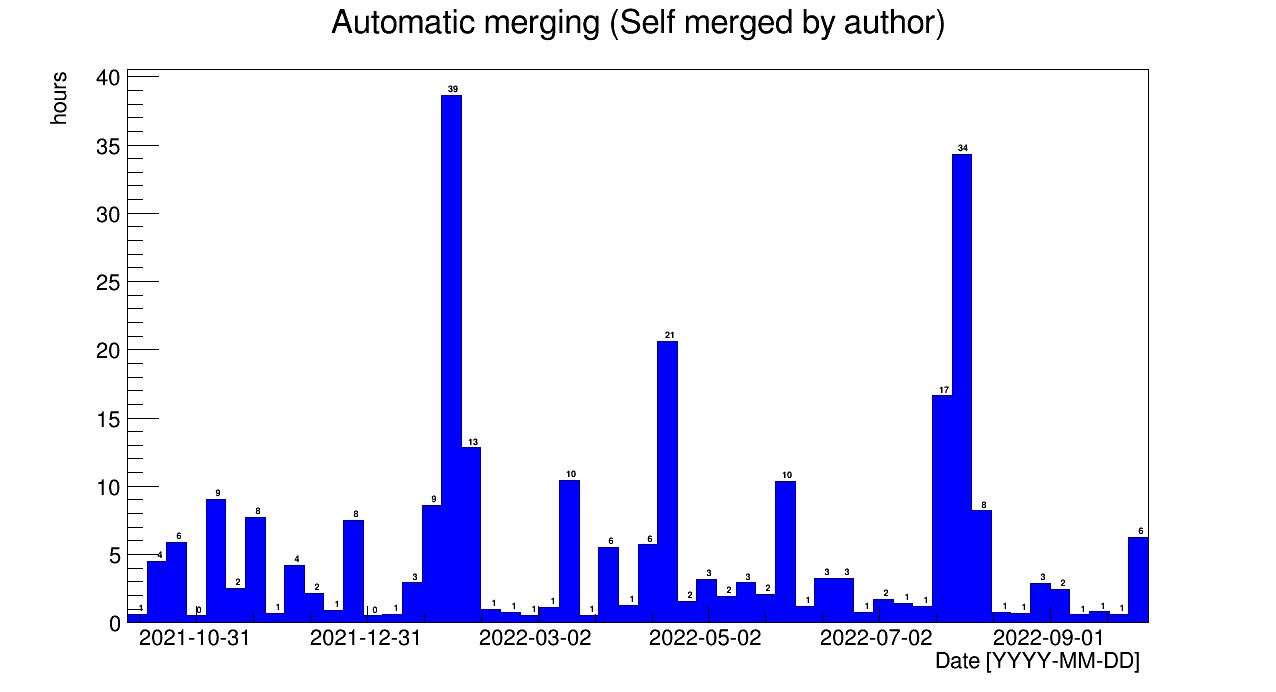 Automatic merging (Self merged by author)
hours
40
35
30
25
20
15
10
5
0
1 4 6 0 9 2 8 1 4 2 1 8 0 1 3 9 39 13 1 1 1 1 10 1 6 1 6 21 2 3 2 3 2 10 1 3 3 1 2 1 1 17 34 8 1 1 3 2 1 1 1 6
2021-10-31 2021-12-31 2022-03-02 2022-05-02 2022-07-02 2022-09-01
Date [YYYY-MM-DD]